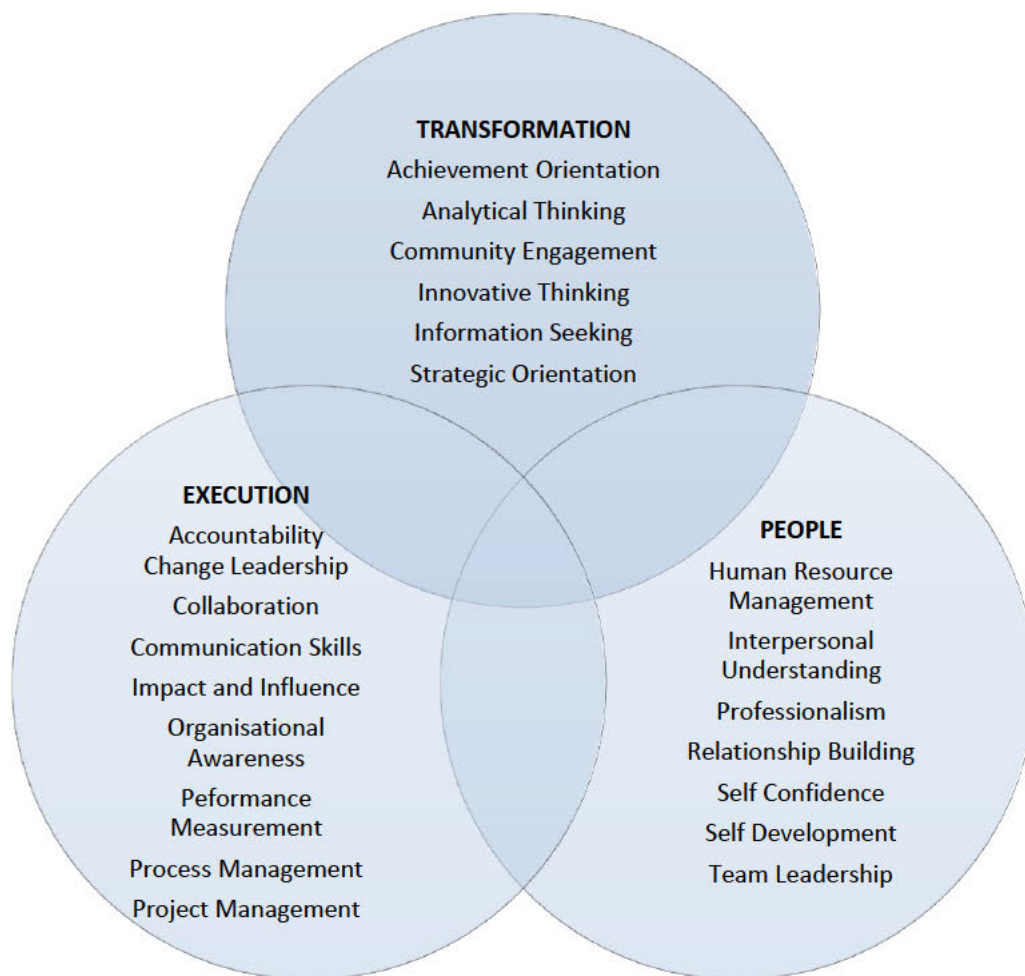 TRANSFORMATION
Achievement Orientation
Analytical Thinking
Community Engagement
Innovative Thinking
Information Seeking
Strategic Orientation
EXECUTION
Accountability
Change Leadership
Collaboration
Communication Skills
Impact and Influence
Organisational
Awareness
Peformance
Measurement
Process Management
Project Management
PEOPLE
Human Resource
Management
Interpersonal
Understanding
Professionalism
Relationship Building
Self Confidence
Self Development
Team Leadership